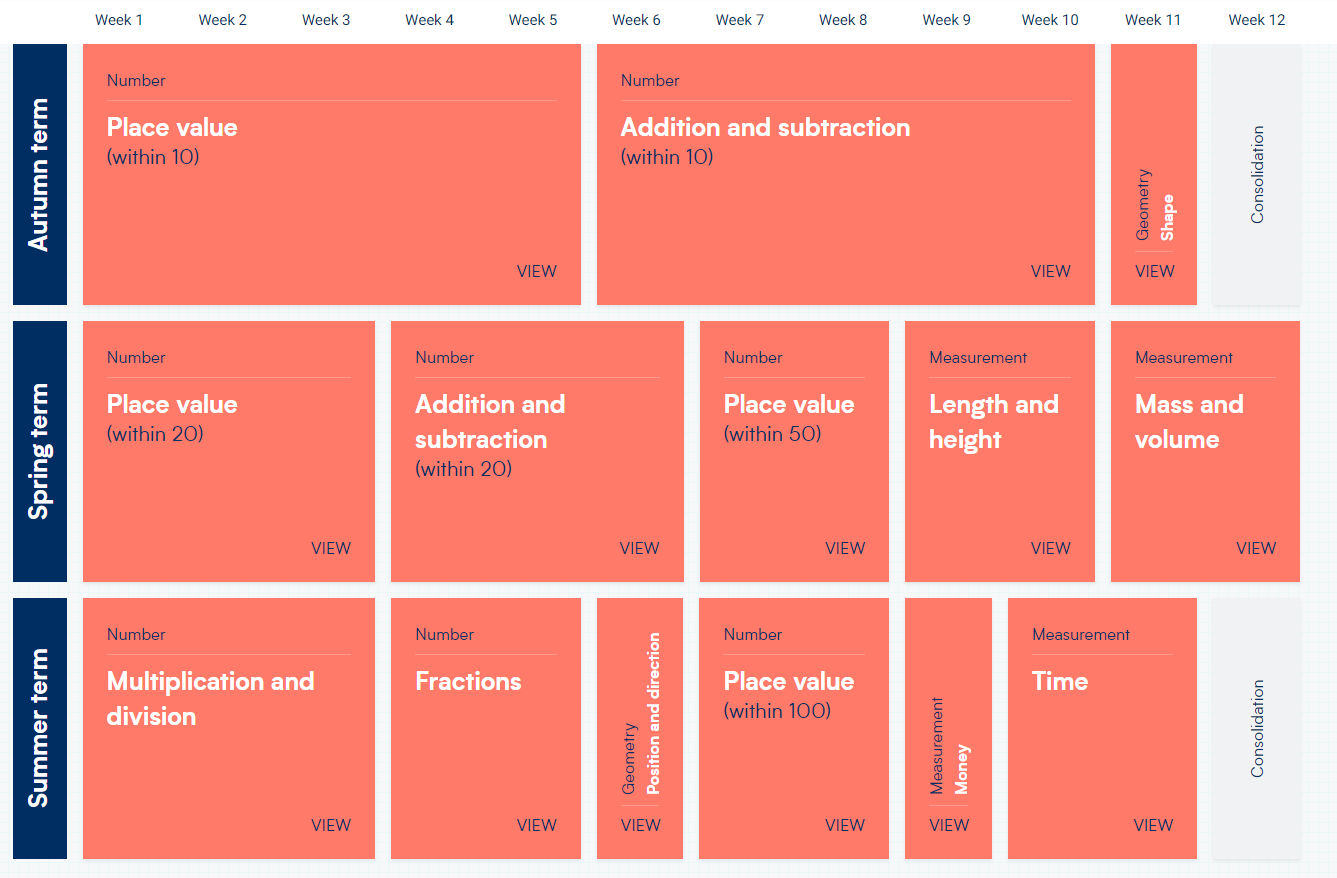 Week 1 Week 2 Week 3 Week 4 Week 5 Week 6 Week 7 Week 8 Week 9 Week 10 Week 11 Week 12
Autumn term
Number
Place value
(within 10)
VIEW
Number
Addition and subtraction
(within 10)
VIEW
Geometry
Shape
VIEW
Consolidation
Spring term
Number
Place value
(within 20)
VIEW
Number
Addition and
subtraction
(within 20)
VIEW
Number
Place value
(within 50)
VIEW
Measurement
Length and
height
VIEW
Measurement
Mass and
volume
VIEW
Summer term
Number
Multiplication and
division
VIEW
Number
Fractions
VIEW
Geometry
Position and direction
VIEW
Number
Place value
(within 100)
VIEW
Measurement
Money
VIEW
Measurement
Time
VIEW
Consolidation